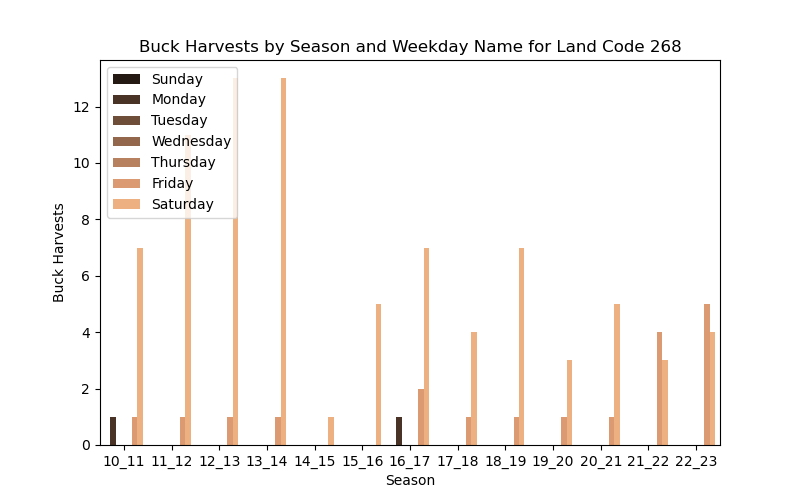 Buck Harvests by Season and Weekday Name for Land Code 268
Sunday
Monday
Tuesday
Wednesday
Thursday
Friday
Saturday
12
10
8
6
4
2
0
Buck Harvests
10_11 11_12 12_13 13_14 14_15 15_16 16_17 17_18 18_19 19_20 20_21 21_22 22_23
Season